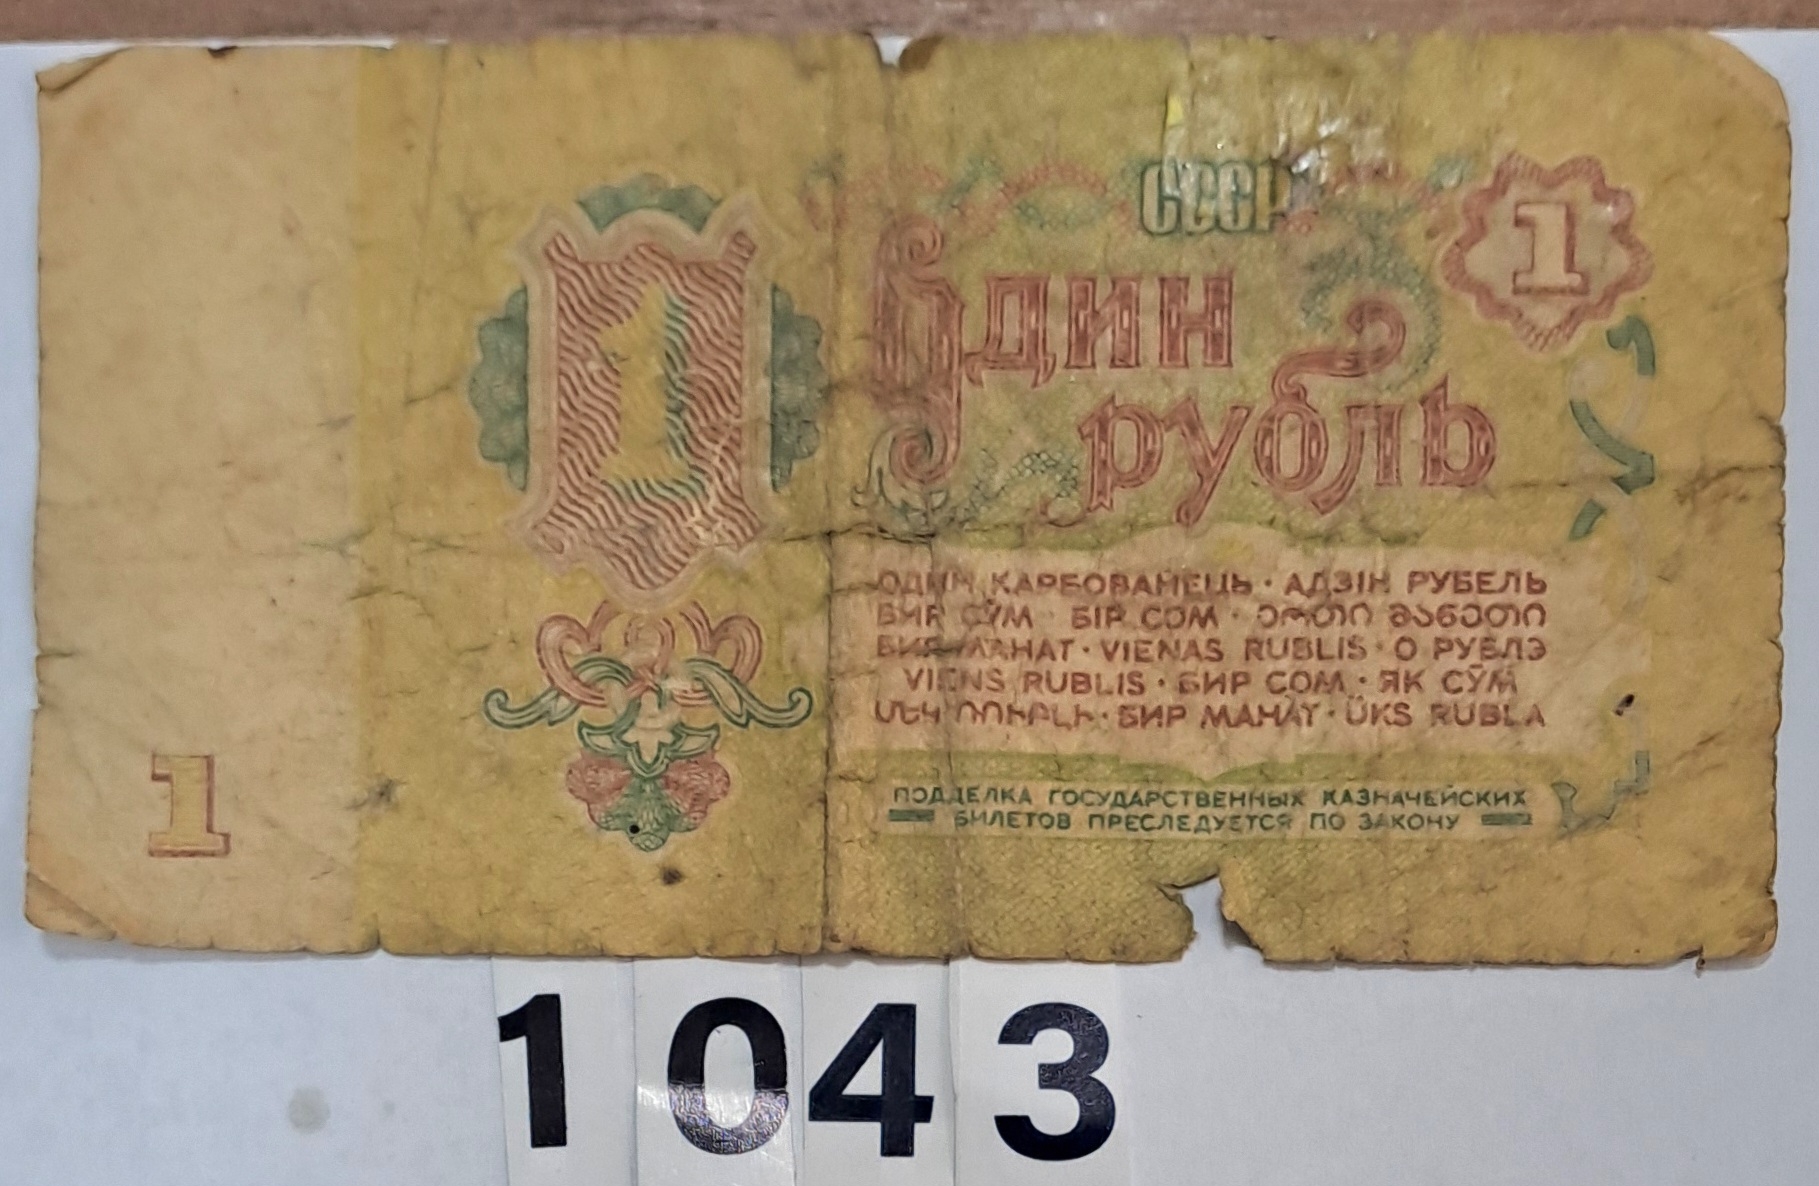 СССР
1
Один
рубль
1
ОДИН КАРБОВАНЕЦЬ · АДЗІН РУБЕЛЬ
БИР СЎМ · БІР СОМ · ერთი მანეთი
БИР МАНАТ · VIENAS RUBLIS · О РУБЛЭ
VIENS RUBLIS · БИР СОМ · ЯК СӮМ
ՄԵԿ ՌՈՒԲԼԻ · БИР МАНАТ · ÜKS RUBLA
ПОДДЕЛКА ГОСУДАРСТВЕННЫХ КАЗНАЧЕЙСКИХ
БИЛЕТОВ ПРЕСЛЕДУЕТСЯ ПО ЗАКОНУ
1
1043